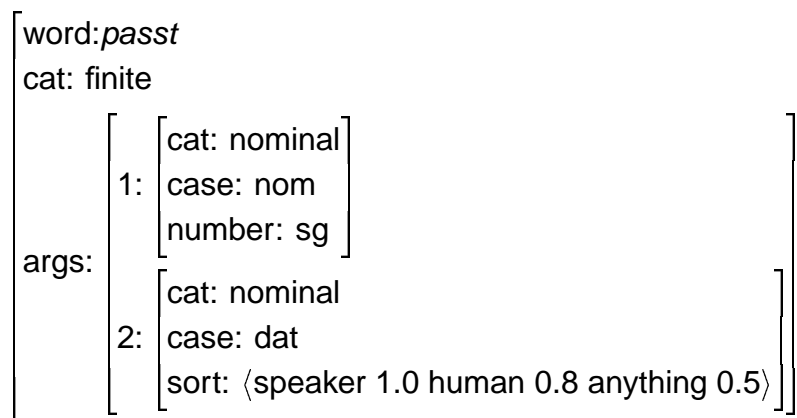 word:passt
cat: finite
args:
1:
cat: nominal
case: nom
number: sg
2:
cat: nominal
case: dat
sort: ⟨speaker 1.0 human 0.8 anything 0.5⟩